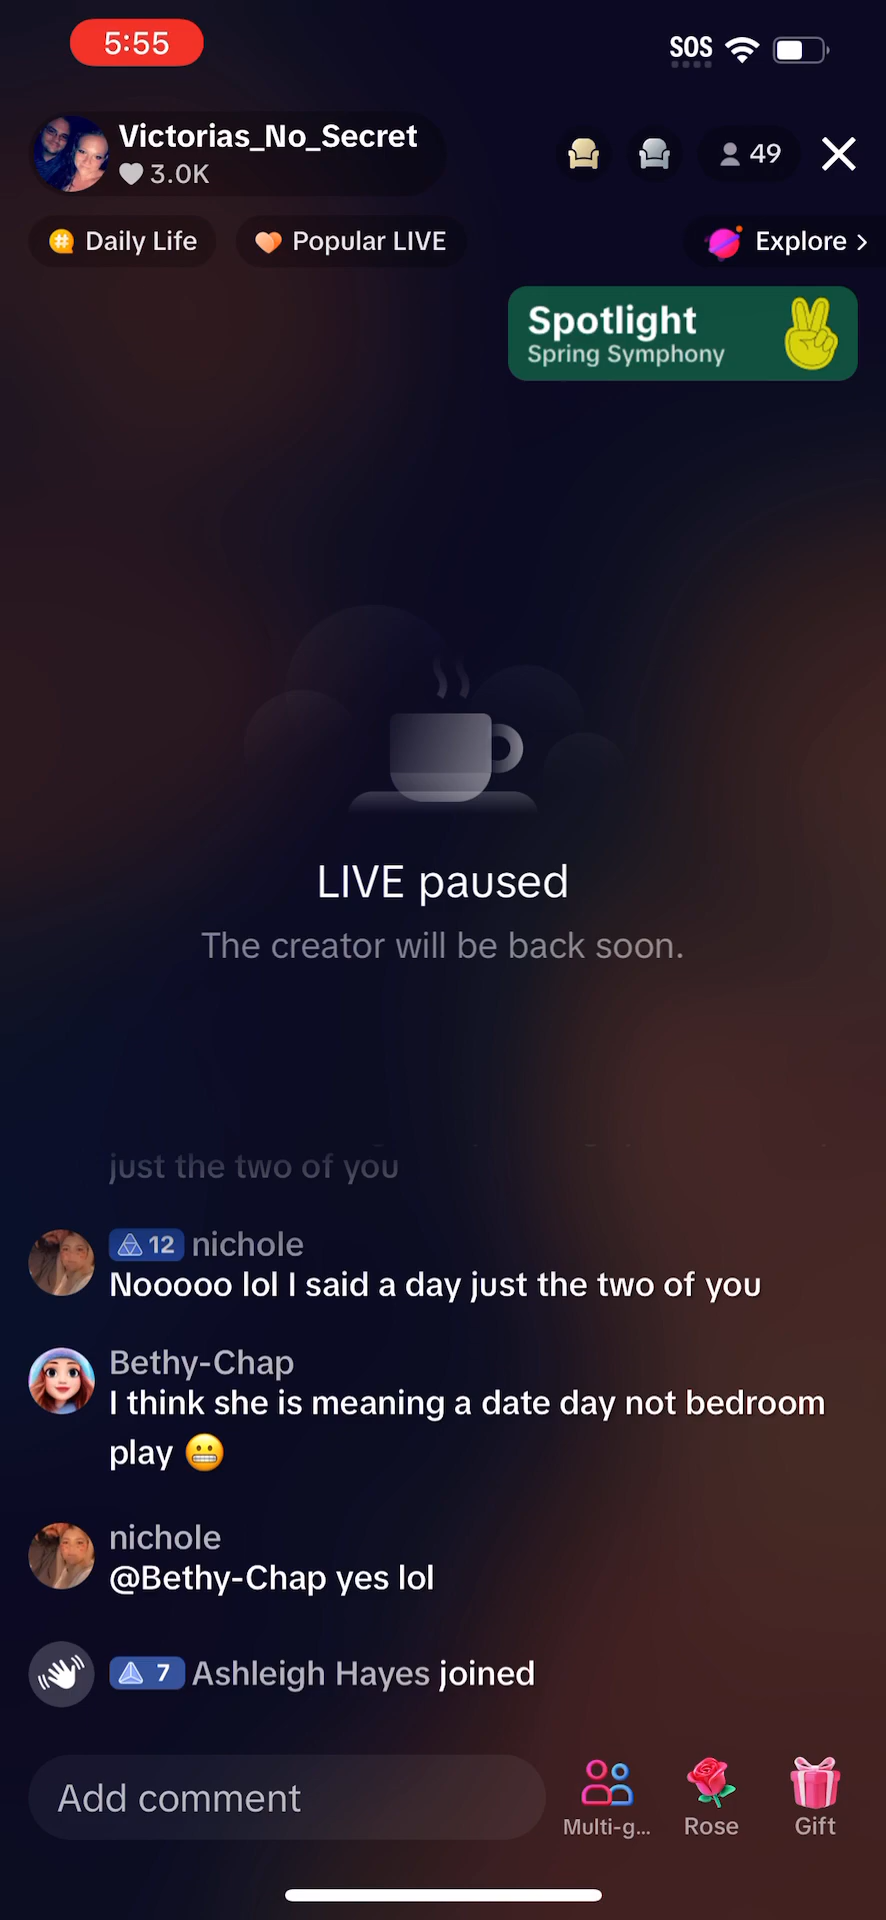 5:55
SOS
Victorias_No_Secret
3.0K
49
Daily Life
Popular LIVE
Explore >
Spotlight
Spring Symphony
LIVE paused
The creator will be back soon.
just the two of you
12 nichole
Nooooo lol I said a day just the two of you
Bethy-Chap
I think she is meaning a date day not bedroom
play 😬
nichole
@Bethy-Chap yes lol
7 Ashleigh Hayes joined
Add comment
Multi-g...
Rose
Gift